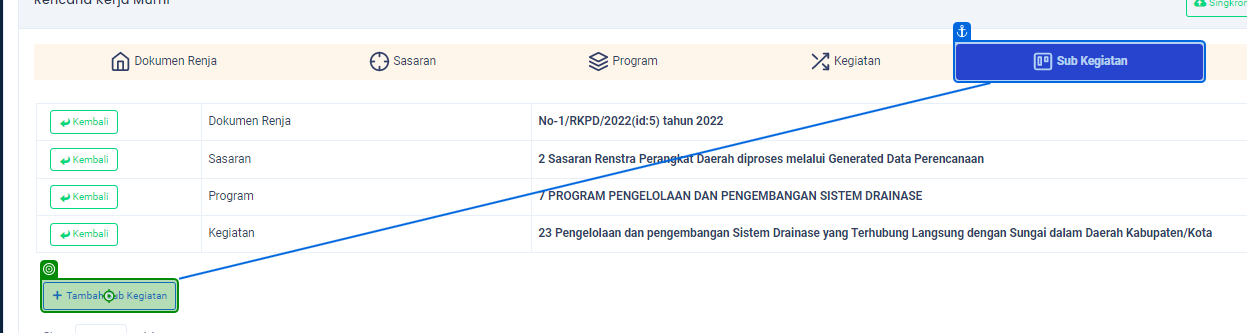 Rencana Kerja Murni
Singkron
Dokumen Renja
Sasaran
Program
Kegiatan
Sub Kegiatan
Kembali
Dokumen Renja
No-1/RKPD/2022(id:5) tahun 2022
Kembali
Sasaran
2 Sasaran Renstra Perangkat Daerah diproses melalui Generated Data Perencanaan
Kembali
Program
7 PROGRAM PENGELOLAAN DAN PENGEMBANGAN SISTEM DRAINASE
Kembali
Kegiatan
23 Pengelolaan dan pengembangan Sistem Drainase yang Terhubung Langsung dengan Sungai dalam Daerah Kabupaten/Kota
+ Tambah Sub Kegiatan